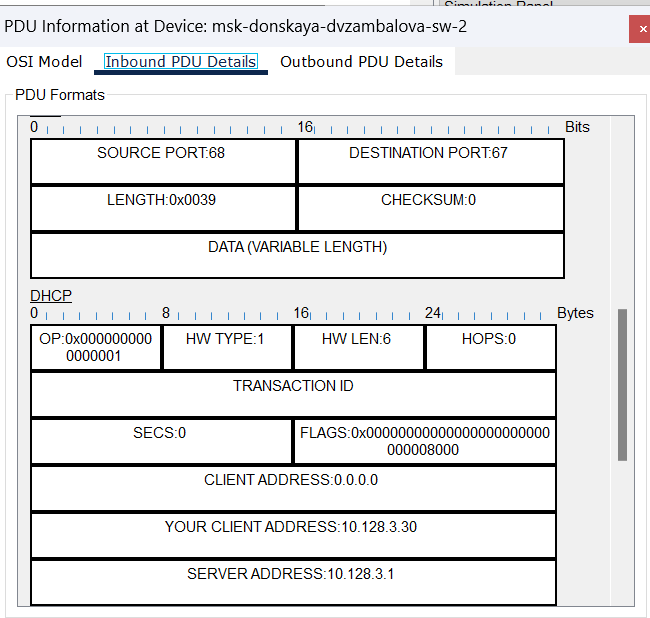 Simulation Panel
PDU Information at Device: msk-donskaya-dvzambalova-sw-2
×
OSI Model Inbound PDU Details Outbound PDU Details
PDU Formats
0 16 Bits
SOURCE PORT:68 DESTINATION PORT:67
LENGTH:0x0039 CHECKSUM:0
DATA (VARIABLE LENGTH)
DHCP
0 8 16 24 Bytes
OP:0x000000000
0000001
HW TYPE:1 HW LEN:6 HOPS:0
TRANSACTION ID
SECS:0
FLAGS:0x00000000000000000000000
000008000
CLIENT ADDRESS:0.0.0.0
YOUR CLIENT ADDRESS:10.128.3.30
SERVER ADDRESS:10.128.3.1